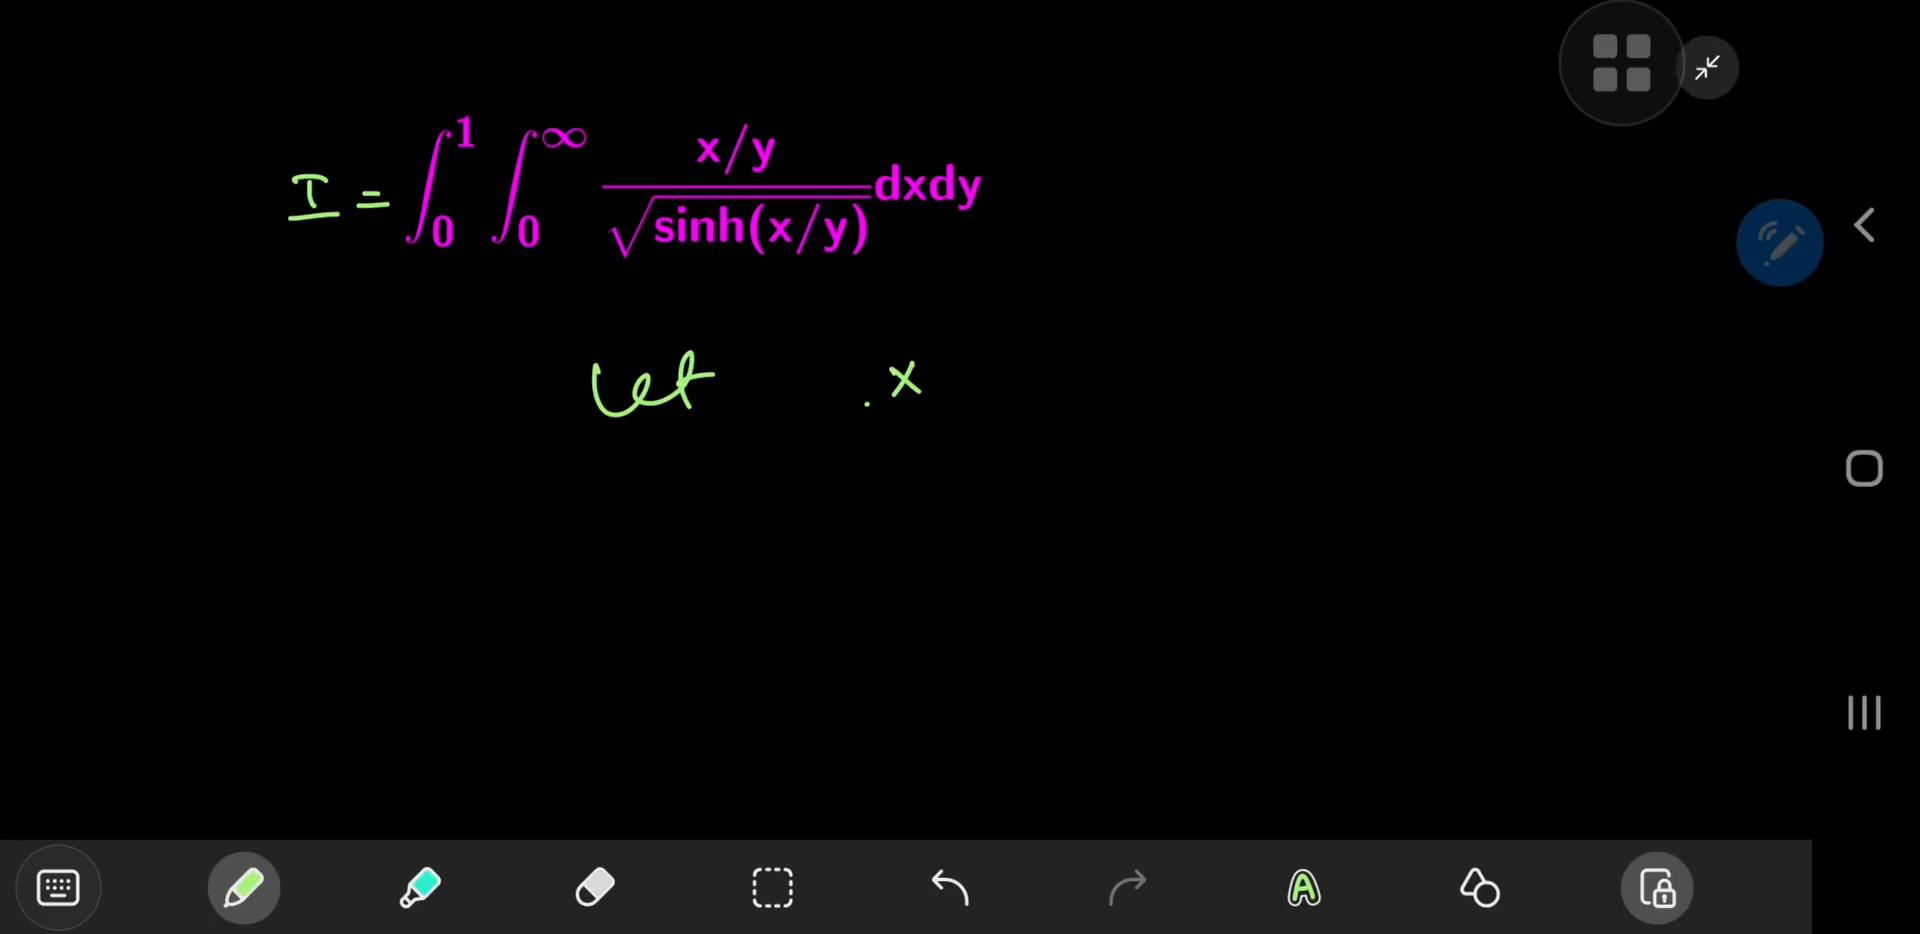 I = ∫₀¹ ∫₀^∞ (x/y)/√(sinh(x/y)) dxdy
let . x
A